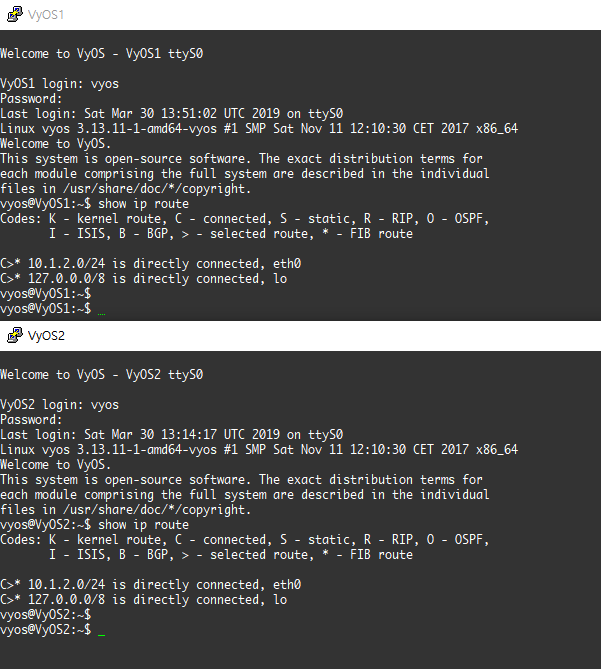 VyOS1
Welcome to VyOS - VyOS1 ttyS0
VyOS1 login: vyos
Password:
Last login: Sat Mar 30 13:51:02 UTC 2019 on ttyS0
Linux vyos 3.13.11-1-amd64-vyos #1 SMP Sat Nov 11 12:10:30 CET 2017 x86_64
Welcome to VyOS.
This system is open-source software. The exact distribution terms for
each module comprising the full system are described in the individual
files in /usr/share/doc/*/copyright.
vyos@VyOS1:~$ show ip route
Codes: K - kernel route, C - connected, S - static, R - RIP, O - OSPF,
       I - ISIS, B - BGP, > - selected route, * - FIB route
C>* 10.1.2.0/24 is directly connected, eth0
C>* 127.0.0.0/8 is directly connected, lo
vyos@VyOS1:~$
vyos@VyOS1:~$ _
VyOS2
Welcome to VyOS - VyOS2 ttyS0
VyOS2 login: vyos
Password:
Last login: Sat Mar 30 13:14:17 UTC 2019 on ttyS0
Linux vyos 3.13.11-1-amd64-vyos #1 SMP Sat Nov 11 12:10:30 CET 2017 x86_64
Welcome to VyOS.
This system is open-source software. The exact distribution terms for
each module comprising the full system are described in the individual
files in /usr/share/doc/*/copyright.
vyos@VyOS2:~$ show ip route
Codes: K - kernel route, C - connected, S - static, R - RIP, O - OSPF,
       I - ISIS, B - BGP, > - selected route, * - FIB route
C>* 10.1.2.0/24 is directly connected, eth0
C>* 127.0.0.0/8 is directly connected, lo
vyos@VyOS2:~$
vyos@VyOS2:~$ _